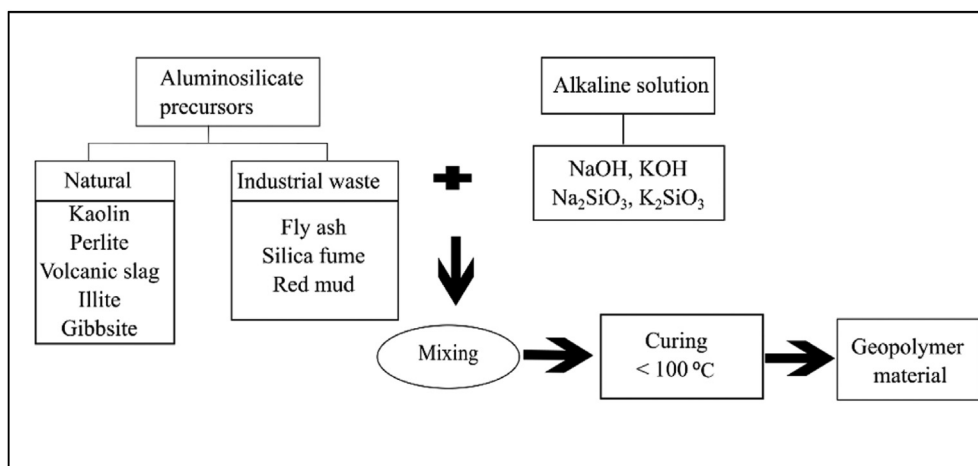 Aluminosilicate
precursors
Alkaline solution
Natural
Industrial waste
NaOH, KOH
Na₂SiO₃, K₂SiO₃
Kaolin
Perlite
Volcanic slag
Illite
Gibbsite
Fly ash
Silica fume
Red mud
Mixing
Curing
< 100 ºC
Geopolymer
material